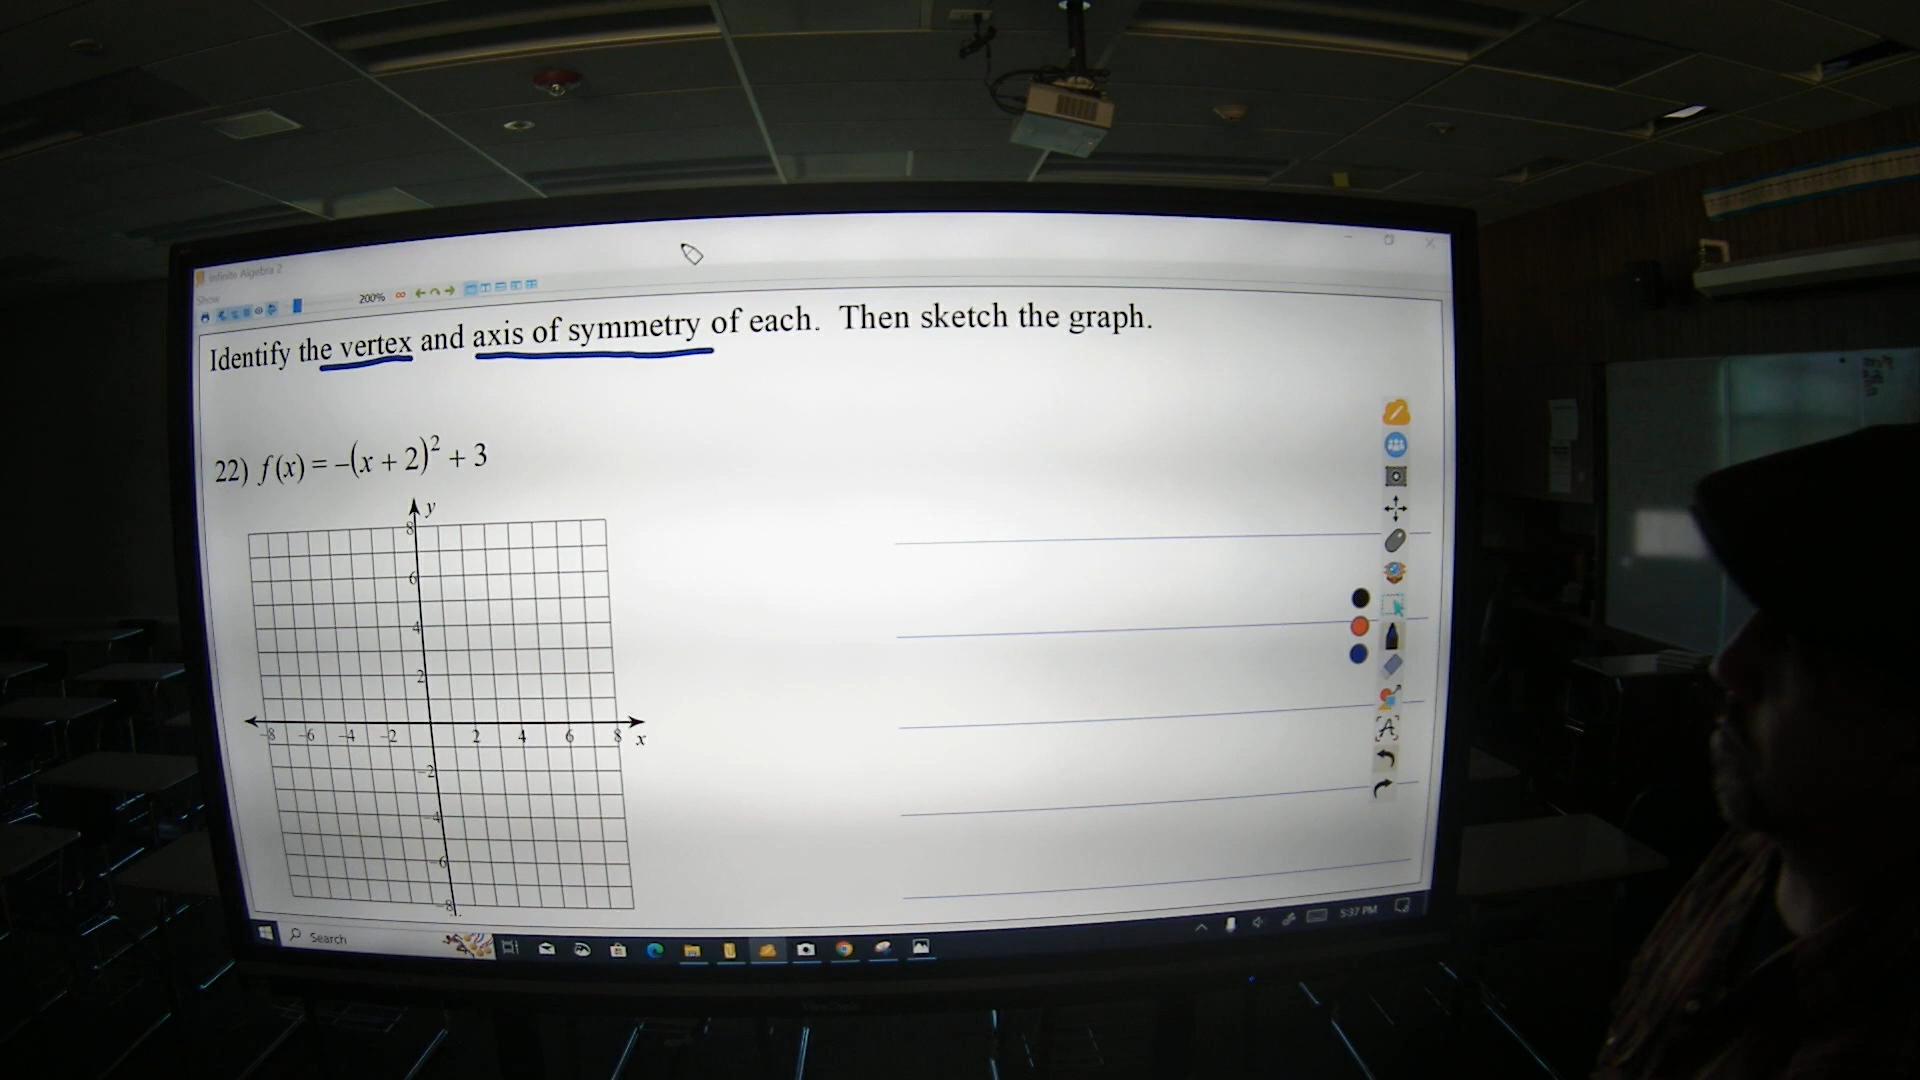 Infinite Algebra 2
Show
200%
Identify the vertex and axis of symmetry of each. Then sketch the graph.
22) f(x) = –(x + 2)² + 3
y
8
6
4
2
–8 –6 –4 –2 2 4 6 8 x
–2
–4
–6
–8
Search
5:37 PM